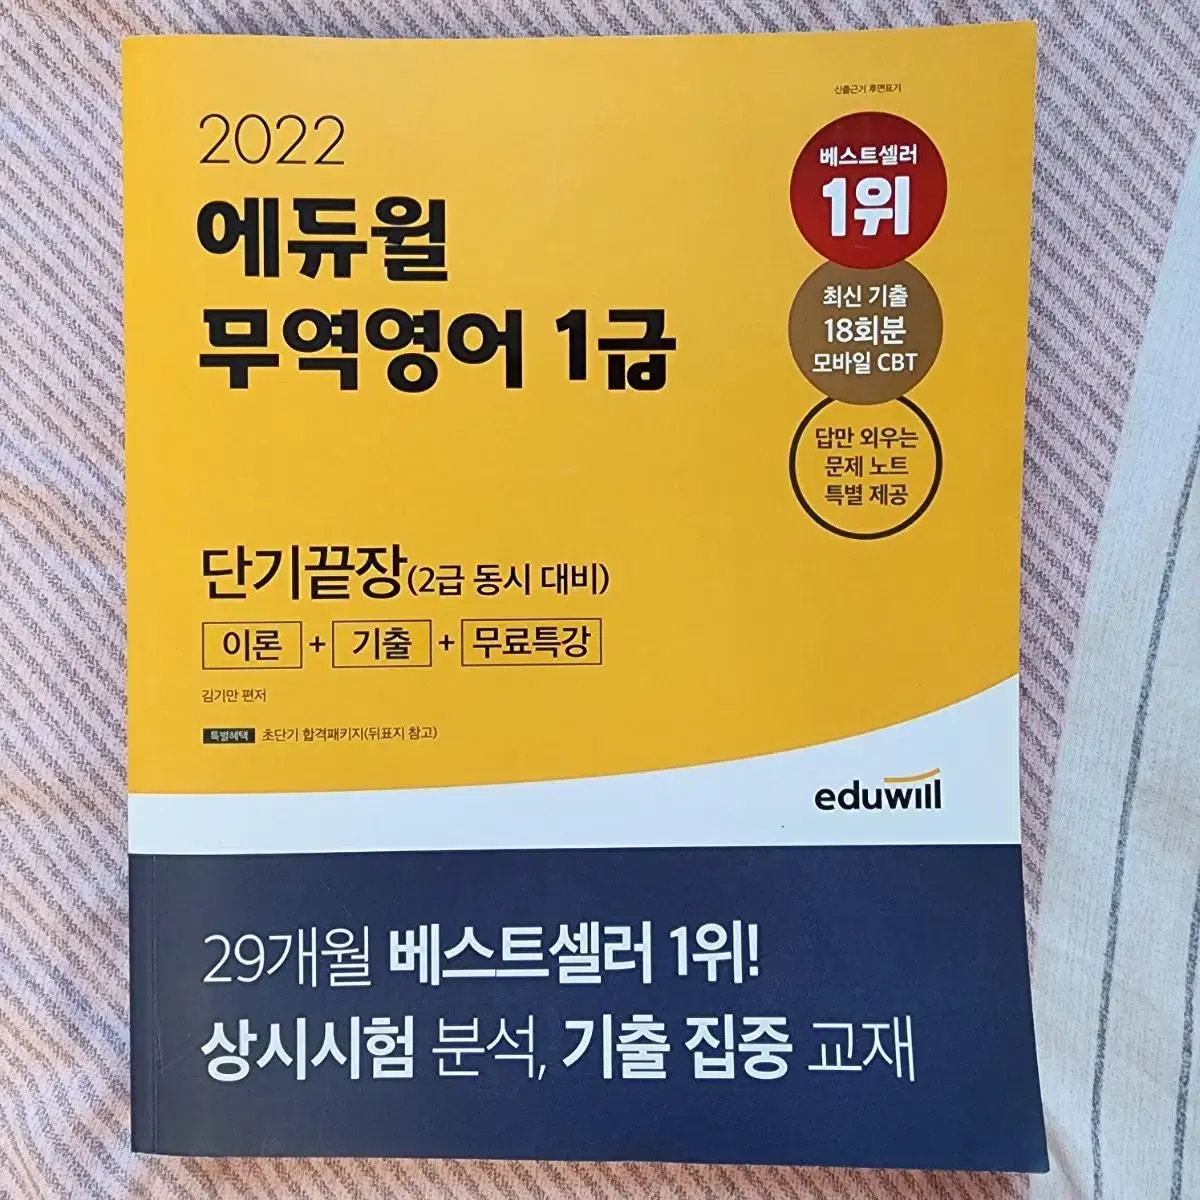 산출근거 후면표기
2022
에듀윌
무역영어 1급
베스트셀러
1위
최신 기출
18회분
모바일 CBT
답만 외우는
문제 노트
특별 제공
단기끝장(2급 동시 대비)
이론 + 기출 + 무료특강
김기만 편저
특별혜택 초단기 합격패키지(뒤표지 참고)
eduwill
29개월 베스트셀러 1위!
상시시험 분석, 기출 집중 교재